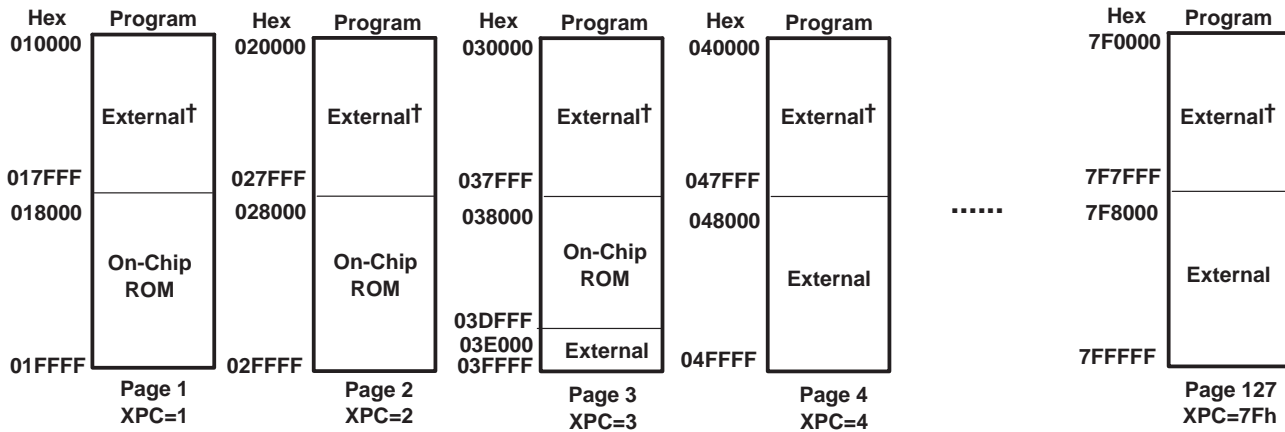 Hex Program
010000
External†
017FFF
018000
On-Chip
ROM
01FFFF
Page 1
XPC=1
Hex Program
020000
External†
027FFF
028000
On-Chip
ROM
02FFFF
Page 2
XPC=2
Hex Program
030000
External†
037FFF
038000
On-Chip
ROM
03DFFF
03E000
External
03FFFF
Page 3
XPC=3
Hex Program
040000
External†
047FFF
048000
External
04FFFF
Page 4
XPC=4
......
Hex Program
7F0000
External†
7F7FFF
7F8000
External
7FFFFF
Page 127
XPC=7Fh